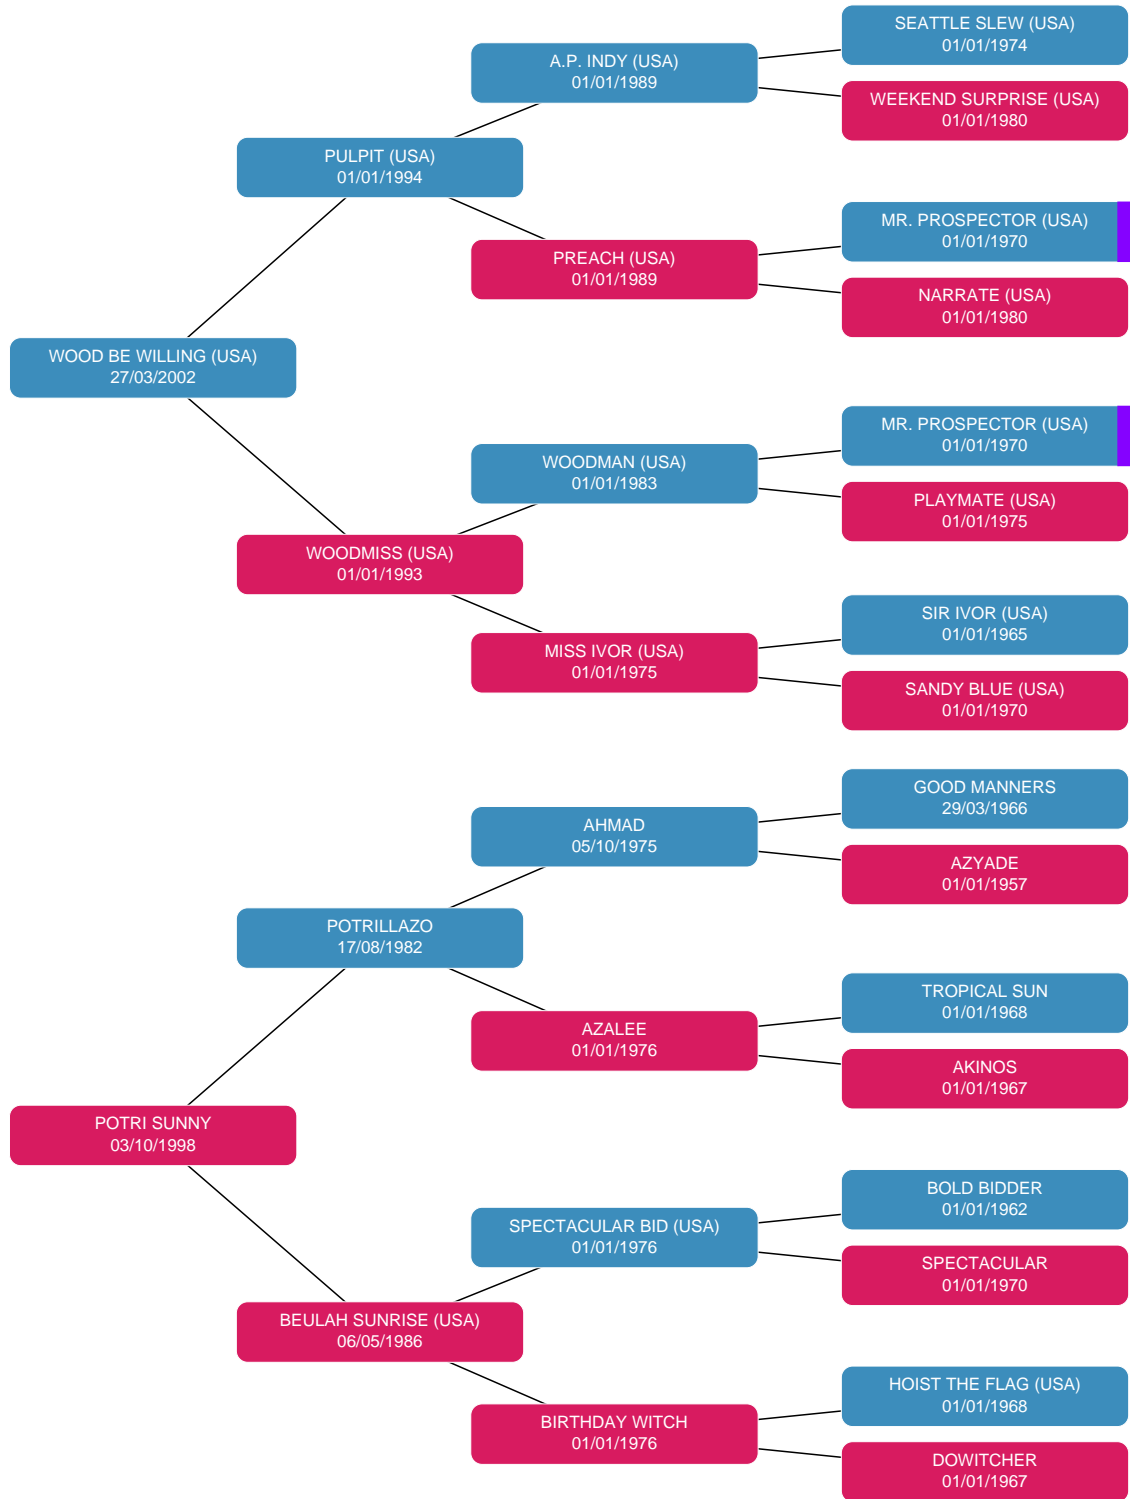 SEATTLE SLEW (USA)
01/01/1974
A.P. INDY (USA)
01/01/1989
WEEKEND SURPRISE (USA)
01/01/1980
PULPIT (USA)
01/01/1994
MR. PROSPECTOR (USA)
01/01/1970
PREACH (USA)
01/01/1989
NARRATE (USA)
01/01/1980
WOOD BE WILLING (USA)
27/03/2002
MR. PROSPECTOR (USA)
01/01/1970
WOODMAN (USA)
01/01/1983
PLAYMATE (USA)
01/01/1975
WOODMISS (USA)
01/01/1993
SIR IVOR (USA)
01/01/1965
MISS IVOR (USA)
01/01/1975
SANDY BLUE (USA)
01/01/1970
GOOD MANNERS
29/03/1966
AHMAD
05/10/1975
AZYADE
01/01/1957
POTRILLAZO
17/08/1982
TROPICAL SUN
01/01/1968
AZALEE
01/01/1976
AKINOS
01/01/1967
POTRI SUNNY
03/10/1998
BOLD BIDDER
01/01/1962
SPECTACULAR BID (USA)
01/01/1976
SPECTACULAR
01/01/1970
BEULAH SUNRISE (USA)
06/05/1986
HOIST THE FLAG (USA)
01/01/1968
BIRTHDAY WITCH
01/01/1976
DOWITCHER
01/01/1967